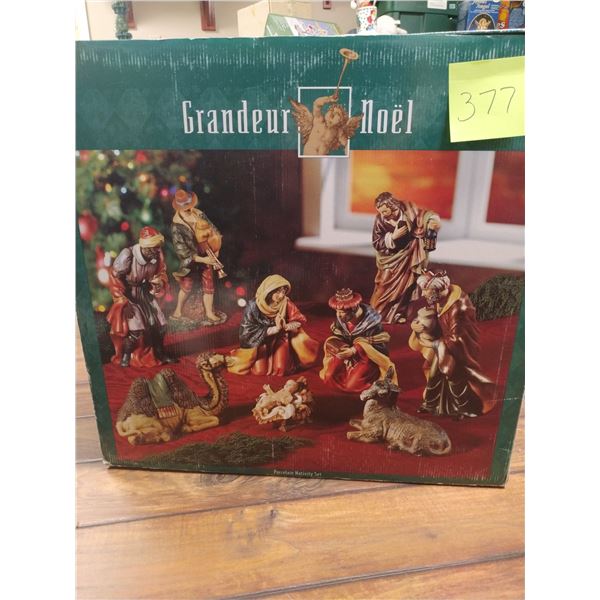 Grandeur Noël
377
Porcelain Nativity Set